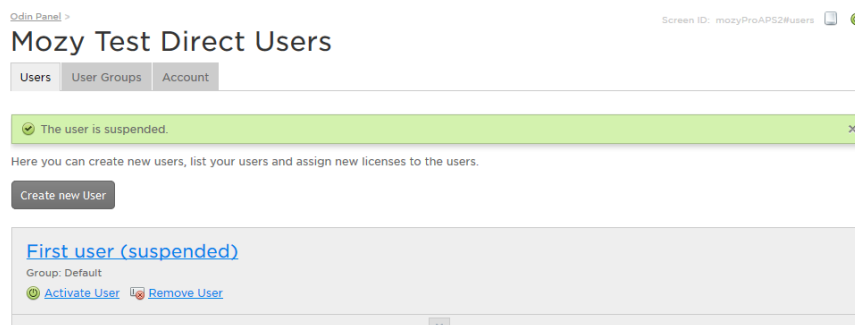 Odin Panel >
Screen ID: mozyProAPS2#users
Mozy Test Direct Users
Users User Groups Account
The user is suspended.
Here you can create new users, list your users and assign new licenses to the users.
Create new User
First user (suspended)
Group: Default
Activate User Remove User